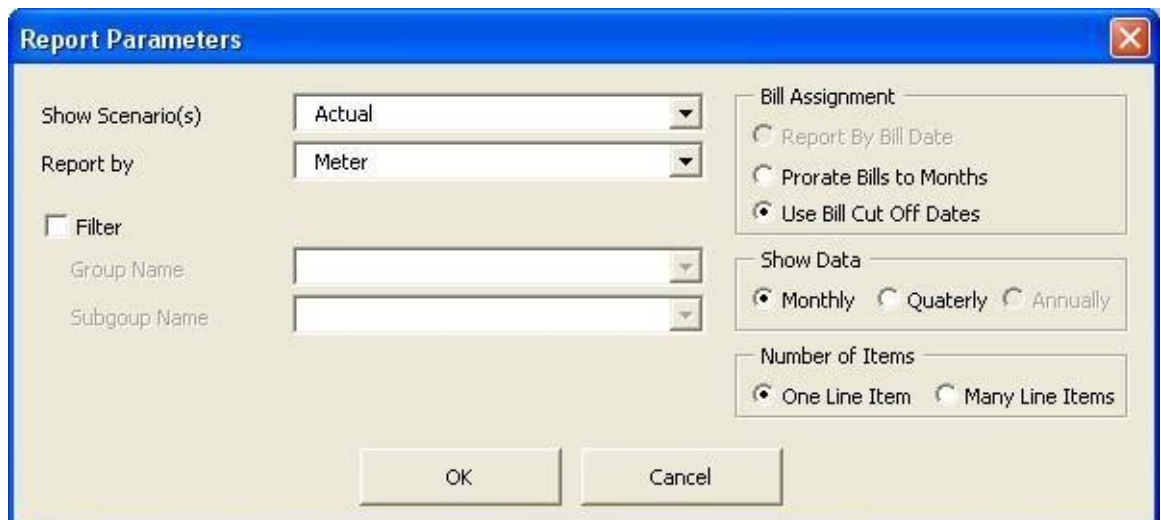 Report Parameters
Show Scenario(s)
Actual
Report by
Meter
Filter
Group Name
Subgoup Name
Bill Assignment
Report By Bill Date
Prorate Bills to Months
Use Bill Cut Off Dates
Show Data
Monthly Quaterly Annually
Number of Items
One Line Item Many Line Items
OK Cancel